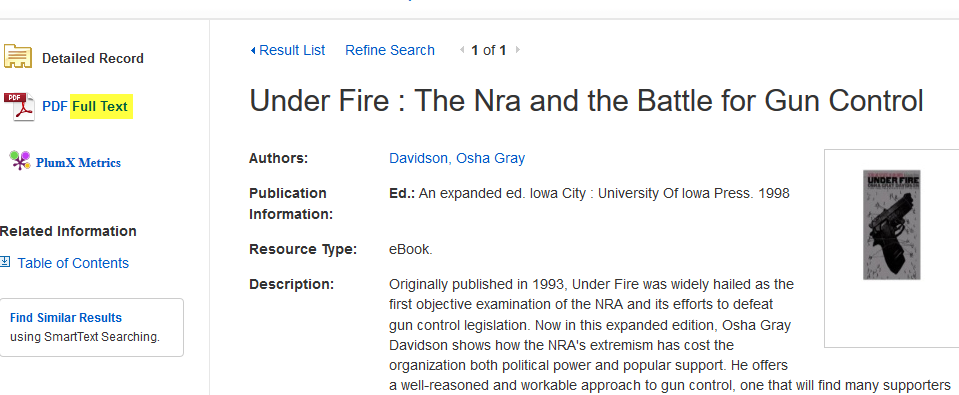 Detailed Record
PDF Full Text
PlumX Metrics
Related Information
Table of Contents
Find Similar Results
using SmartText Searching.
Result List Refine Search 1 of 1
Under Fire : The Nra and the Battle for Gun Control
Authors: Davidson, Osha Gray
Publication Information: Ed.: An expanded ed. Iowa City : University Of Iowa Press. 1998
Resource Type: eBook.
Description: Originally published in 1993, Under Fire was widely hailed as the
first objective examination of the NRA and its efforts to defeat
gun control legislation. Now in this expanded edition, Osha Gray
Davidson shows how the NRA's extremism has cost the
organization both political power and popular support. He offers
a well-reasoned and workable approach to gun control, one that will find many supporters
UNDER FIRE
OSHA GRAY DAVIDSON